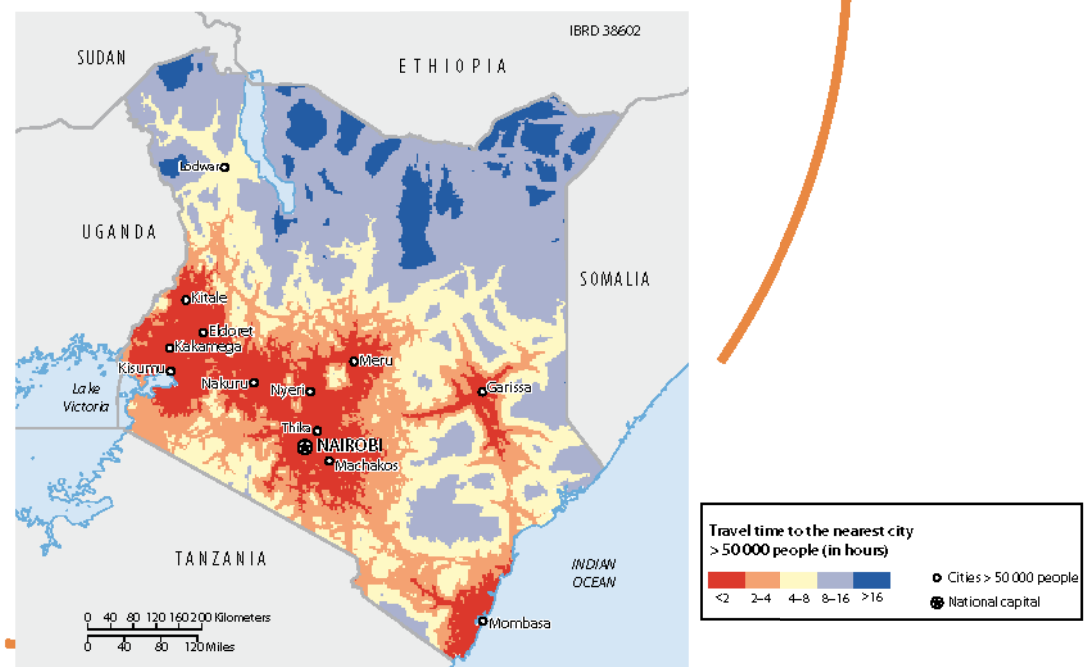 IBRD 38602
SUDAN
ETHIOPIA
Lodwar
UGANDA
SOMALIA
Kitale
Eldoret
Kakamega
Kisumu
Meru
Nakuru
Nyeri
Garissa
Lake
Victoria
Thika
NAIROBI
Machakos
TANZANIA
INDIAN
OCEAN
Mombasa
0 40 80 120 160 200 Kilometers
0 40 80 120 Miles
Travel time to the nearest city
> 50 000 people (in hours)
<2 2–4 4–8 8–16 >16
Cities > 50 000 people
National capital